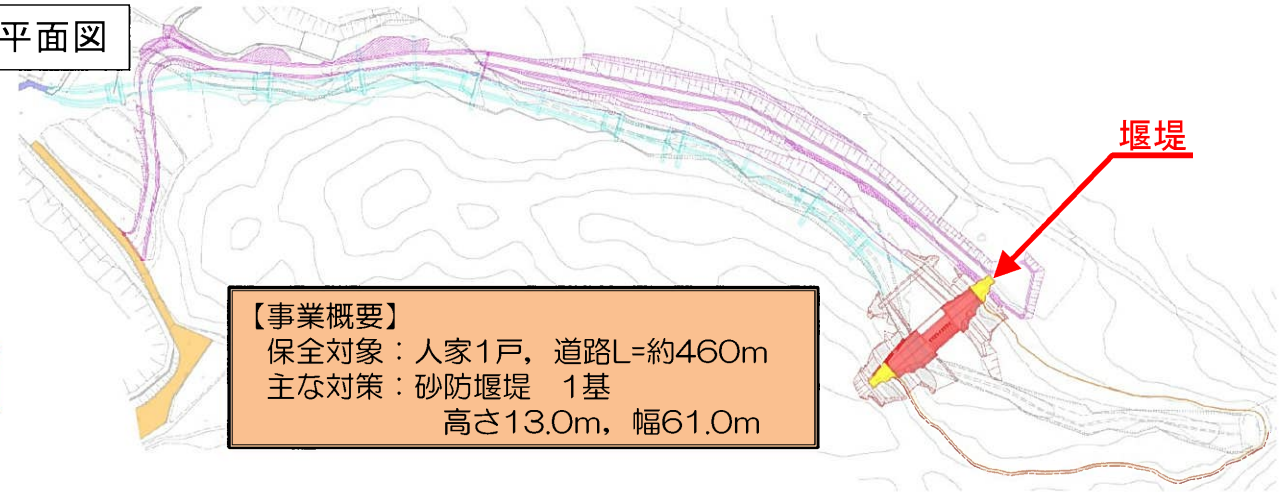 平面図
堰堤
【事業概要】
保全対象：人家1戸，道路L=約460m
主な対策：砂防堰堤　1基
高さ13.0m，幅61.0m